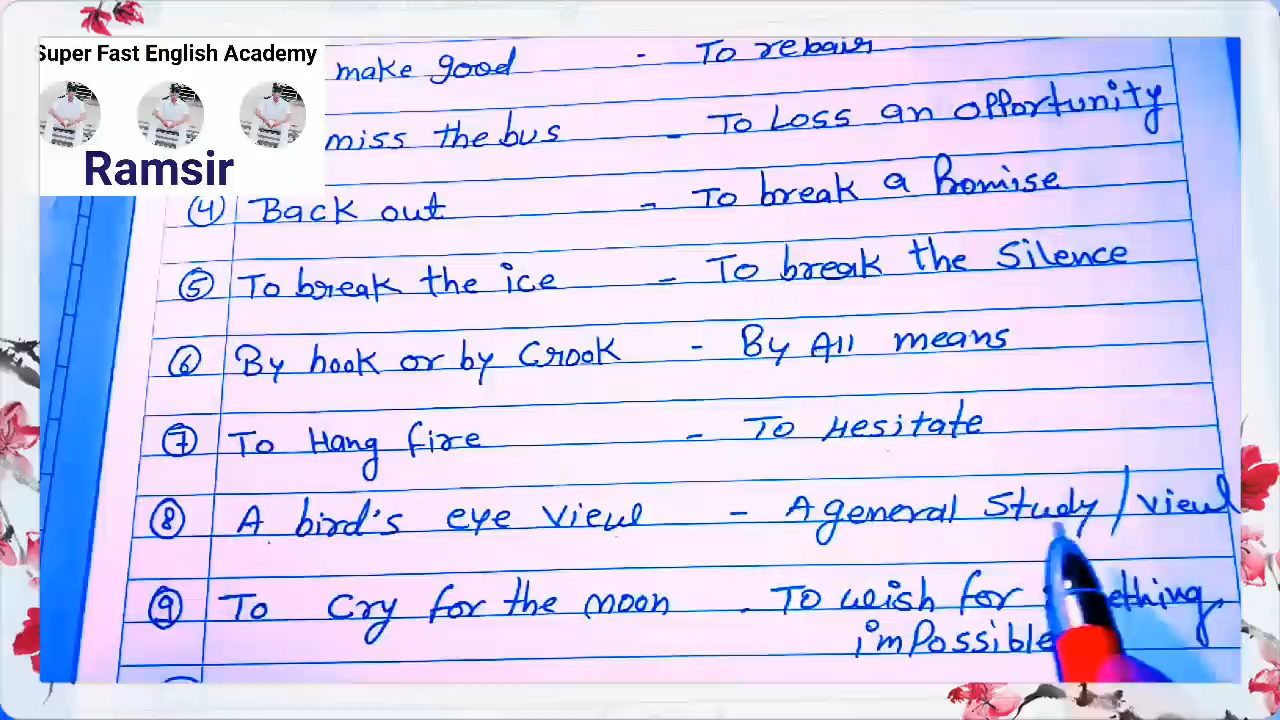 Super Fast English Academy
Ramsir
make good - To repair
miss the bus - To Loss an opportunity
(4) Back out - To break a Promise
(5) To break the ice - To break the Silence
(6) By hook or by Crook - By All means
(7) To Hang fire - To Hesitate
(8) A bird's eye view - A general Study / view
(9) To Cry for the moon - To wish for
impossible